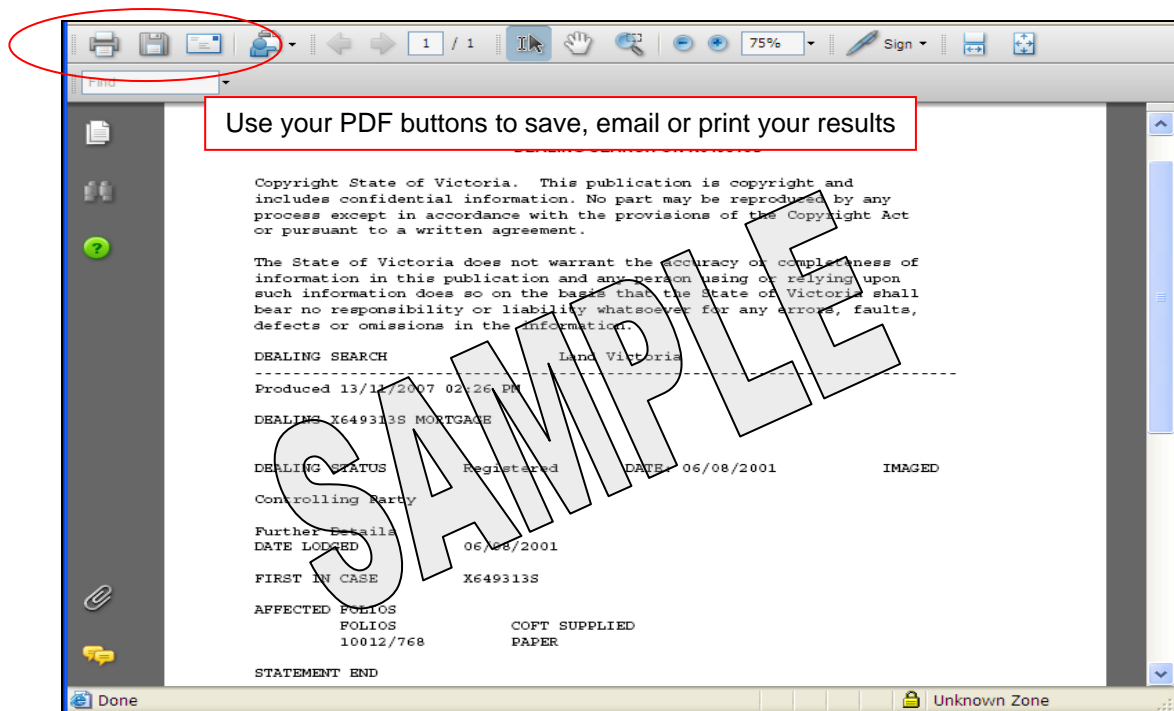 1 / 1 75% Sign
Find
Use your PDF buttons to save, email or print your results
Copyright State of Victoria. This publication is copyright and
includes confidential information. No part may be reproduced by any
process except in accordance with the provisions of the Copyright Act
or pursuant to a written agreement.
The State of Victoria does not warrant the accuracy or completeness of
information in this publication and any person using or relying upon
such information does so on the basis that the State of Victoria shall
bear no responsibility or liability whatsoever for any errors, faults,
defects or omissions in the information.
DEALING SEARCH Land Victoria
Produced 13/11/2007 02:26 PM
DEALING X649313S MORTGAGE
DEALING STATUS Registered DATE: 06/08/2001 IMAGED
Controlling Party
Further Details
DATE LODGED 06/08/2001
FIRST IN CASE X649313S
AFFECTED FOLIOS
FOLIOS COFT SUPPLIED
10012/768 PAPER
STATEMENT END
SAMPLE
Done Unknown Zone